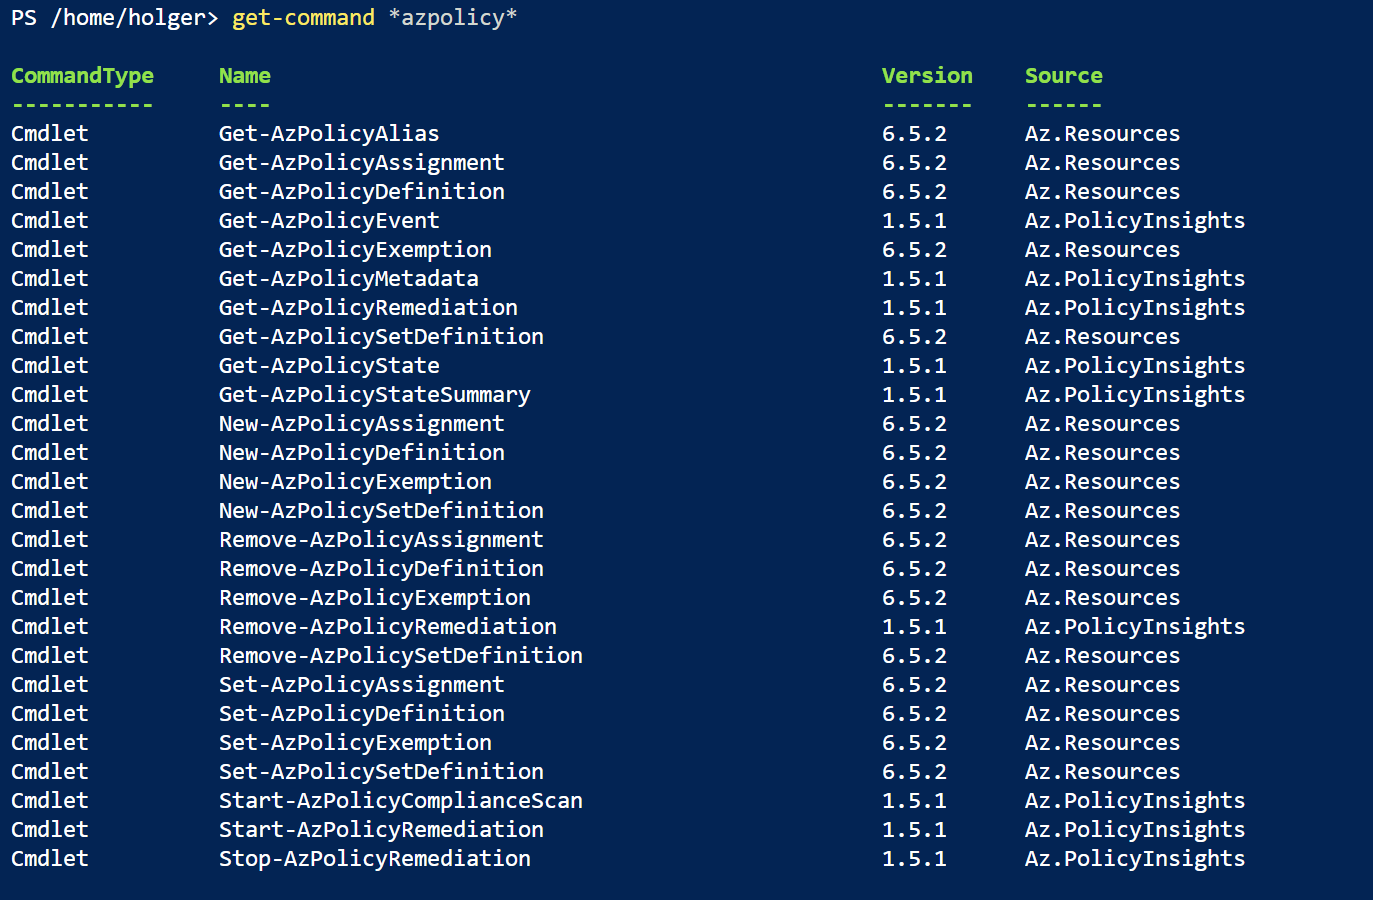 PS /home/holger> get-command *azpolicy*
CommandType     Name                                               Version    Source
-----------     ----                                               -------    ------
Cmdlet          Get-AzPolicyAlias                                  6.5.2      Az.Resources
Cmdlet          Get-AzPolicyAssignment                             6.5.2      Az.Resources
Cmdlet          Get-AzPolicyDefinition                             6.5.2      Az.Resources
Cmdlet          Get-AzPolicyEvent                                  1.5.1      Az.PolicyInsights
Cmdlet          Get-AzPolicyExemption                              6.5.2      Az.Resources
Cmdlet          Get-AzPolicyMetadata                               1.5.1      Az.PolicyInsights
Cmdlet          Get-AzPolicyRemediation                            1.5.1      Az.PolicyInsights
Cmdlet          Get-AzPolicySetDefinition                          6.5.2      Az.Resources
Cmdlet          Get-AzPolicyState                                  1.5.1      Az.PolicyInsights
Cmdlet          Get-AzPolicyStateSummary                           1.5.1      Az.PolicyInsights
Cmdlet          New-AzPolicyAssignment                             6.5.2      Az.Resources
Cmdlet          New-AzPolicyDefinition                             6.5.2      Az.Resources
Cmdlet          New-AzPolicyExemption                              6.5.2      Az.Resources
Cmdlet          New-AzPolicySetDefinition                          6.5.2      Az.Resources
Cmdlet          Remove-AzPolicyAssignment                          6.5.2      Az.Resources
Cmdlet          Remove-AzPolicyDefinition                          6.5.2      Az.Resources
Cmdlet          Remove-AzPolicyExemption                           6.5.2      Az.Resources
Cmdlet          Remove-AzPolicyRemediation                         1.5.1      Az.PolicyInsights
Cmdlet          Remove-AzPolicySetDefinition                       6.5.2      Az.Resources
Cmdlet          Set-AzPolicyAssignment                             6.5.2      Az.Resources
Cmdlet          Set-AzPolicyDefinition                             6.5.2      Az.Resources
Cmdlet          Set-AzPolicyExemption                              6.5.2      Az.Resources
Cmdlet          Set-AzPolicySetDefinition                          6.5.2      Az.Resources
Cmdlet          Start-AzPolicyComplianceScan                       1.5.1      Az.PolicyInsights
Cmdlet          Start-AzPolicyRemediation                          1.5.1      Az.PolicyInsights
Cmdlet          Stop-AzPolicyRemediation                           1.5.1      Az.PolicyInsights